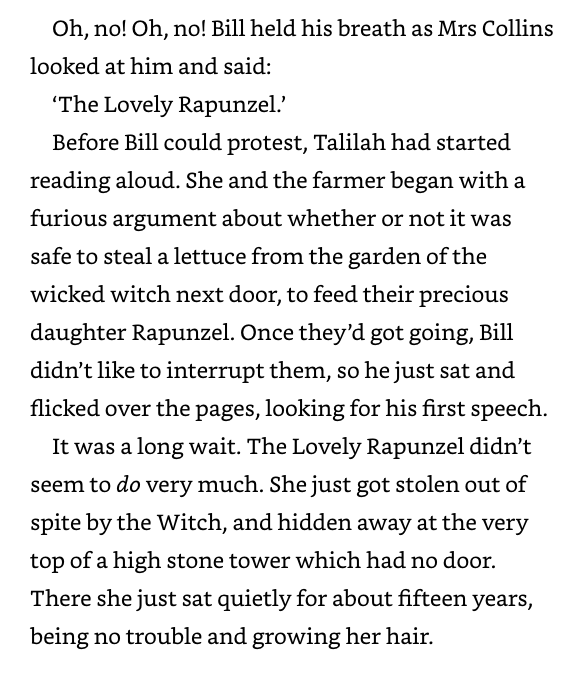 Oh, no! Oh, no! Bill held his breath as Mrs Collins
looked at him and said:
‘The Lovely Rapunzel.’
Before Bill could protest, Talilah had started
reading aloud. She and the farmer began with a
furious argument about whether or not it was
safe to steal a lettuce from the garden of the
wicked witch next door, to feed their precious
daughter Rapunzel. Once they’d got going, Bill
didn’t like to interrupt them, so he just sat and
flicked over the pages, looking for his first speech.
It was a long wait. The Lovely Rapunzel didn’t
seem to do very much. She just got stolen out of
spite by the Witch, and hidden away at the very
top of a high stone tower which had no door.
There she just sat quietly for about fifteen years,
being no trouble and growing her hair.